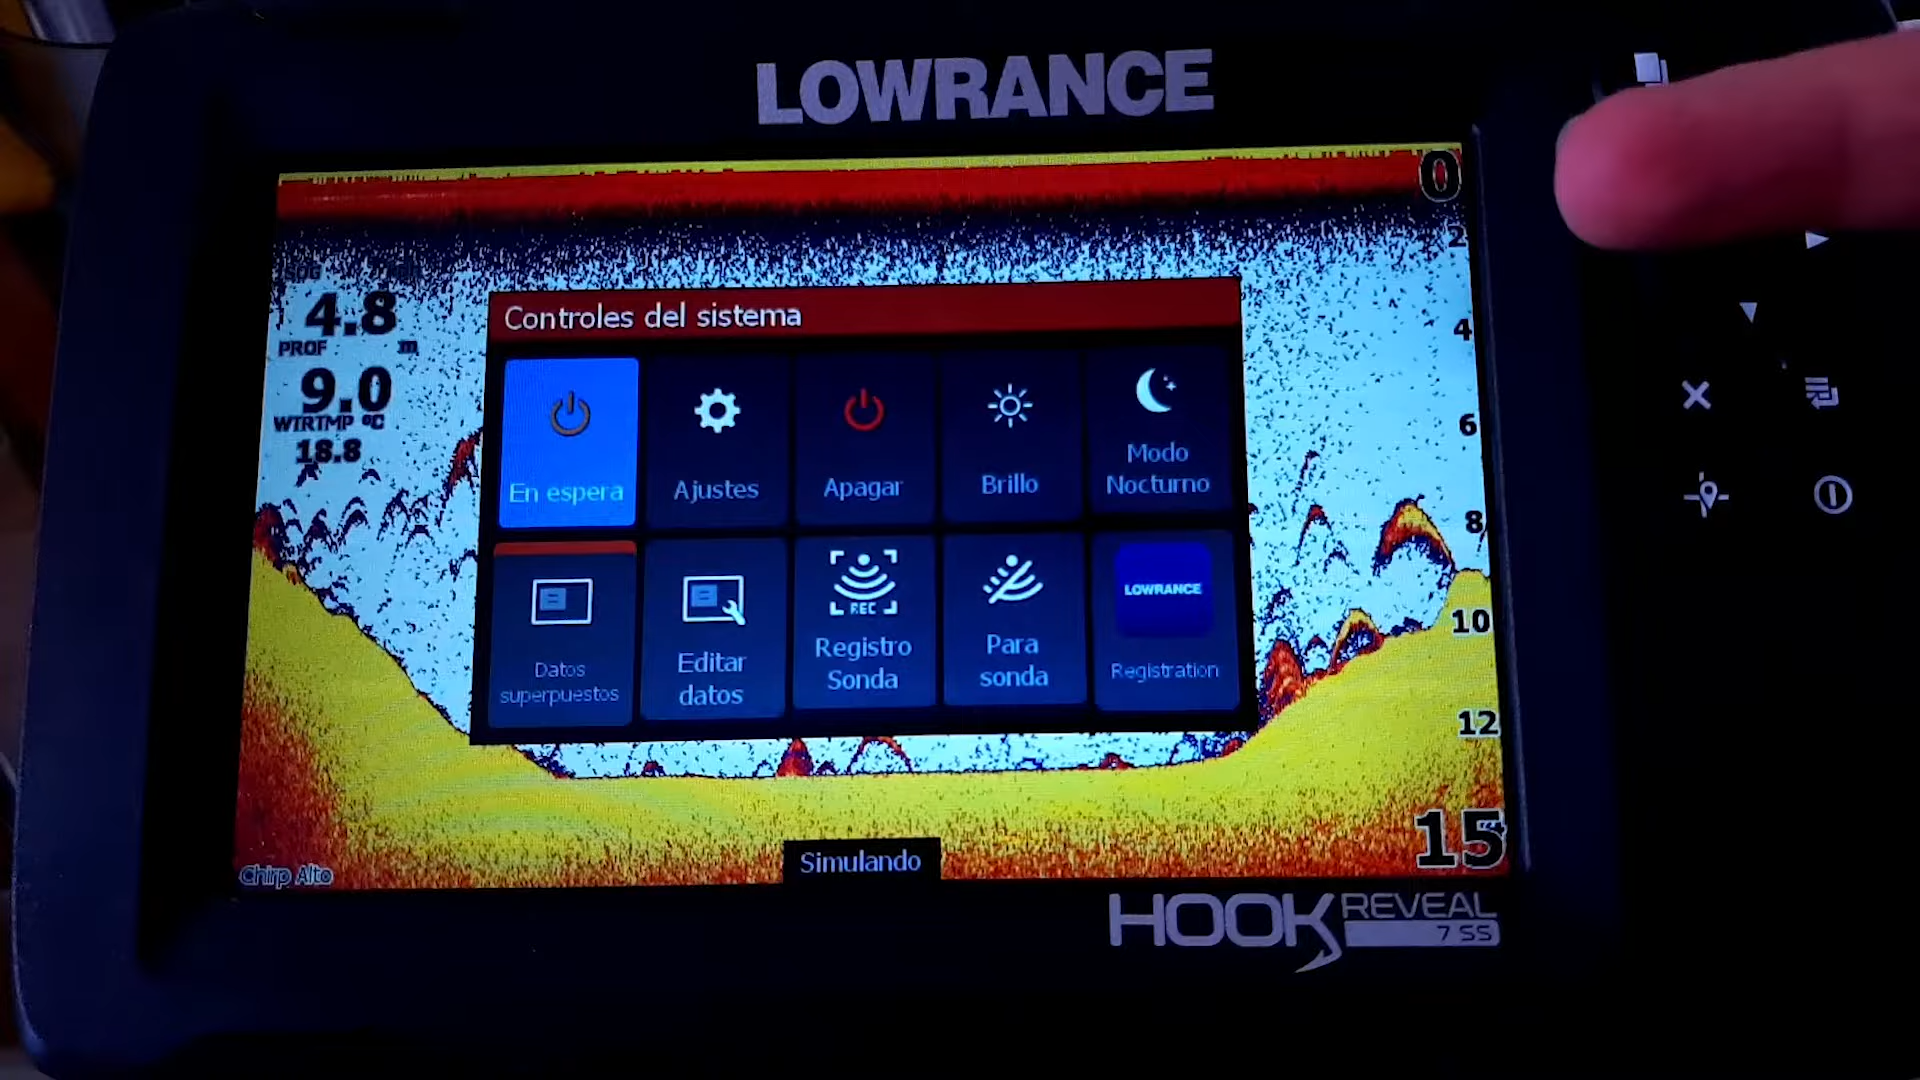 LOWRANCE
0
2
4.8
PROF m
9.0
WTRTMP °C
18.8
Controles del sistema
En espera
Ajustes
Apagar
Brillo
Modo
Nocturno
Datos
superpuestos
Editar
datos
REC
Registro
Sonda
Para
sonda
LOWRANCE
Registration
4
6
8
10
12
15
Chirp Alto
Simulando
HOOK REVEAL
7 SS